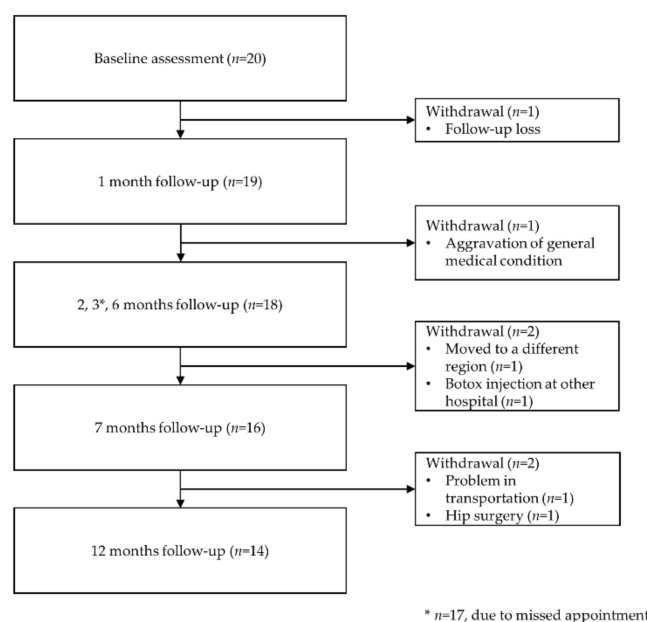 Baseline assessment (n=20)
Withdrawal (n=1)
• Follow-up loss
1 month follow-up (n=19)
Withdrawal (n=1)
• Aggravation of general
medical condition
2, 3*, 6 months follow-up (n=18)
Withdrawal (n=2)
• Moved to a different
region (n=1)
• Botox injection at other
hospital (n=1)
7 months follow-up (n=16)
Withdrawal (n=2)
• Problem in
transportation (n=1)
• Hip surgery (n=1)
12 months follow-up (n=14)
* n=17, due to missed appointment